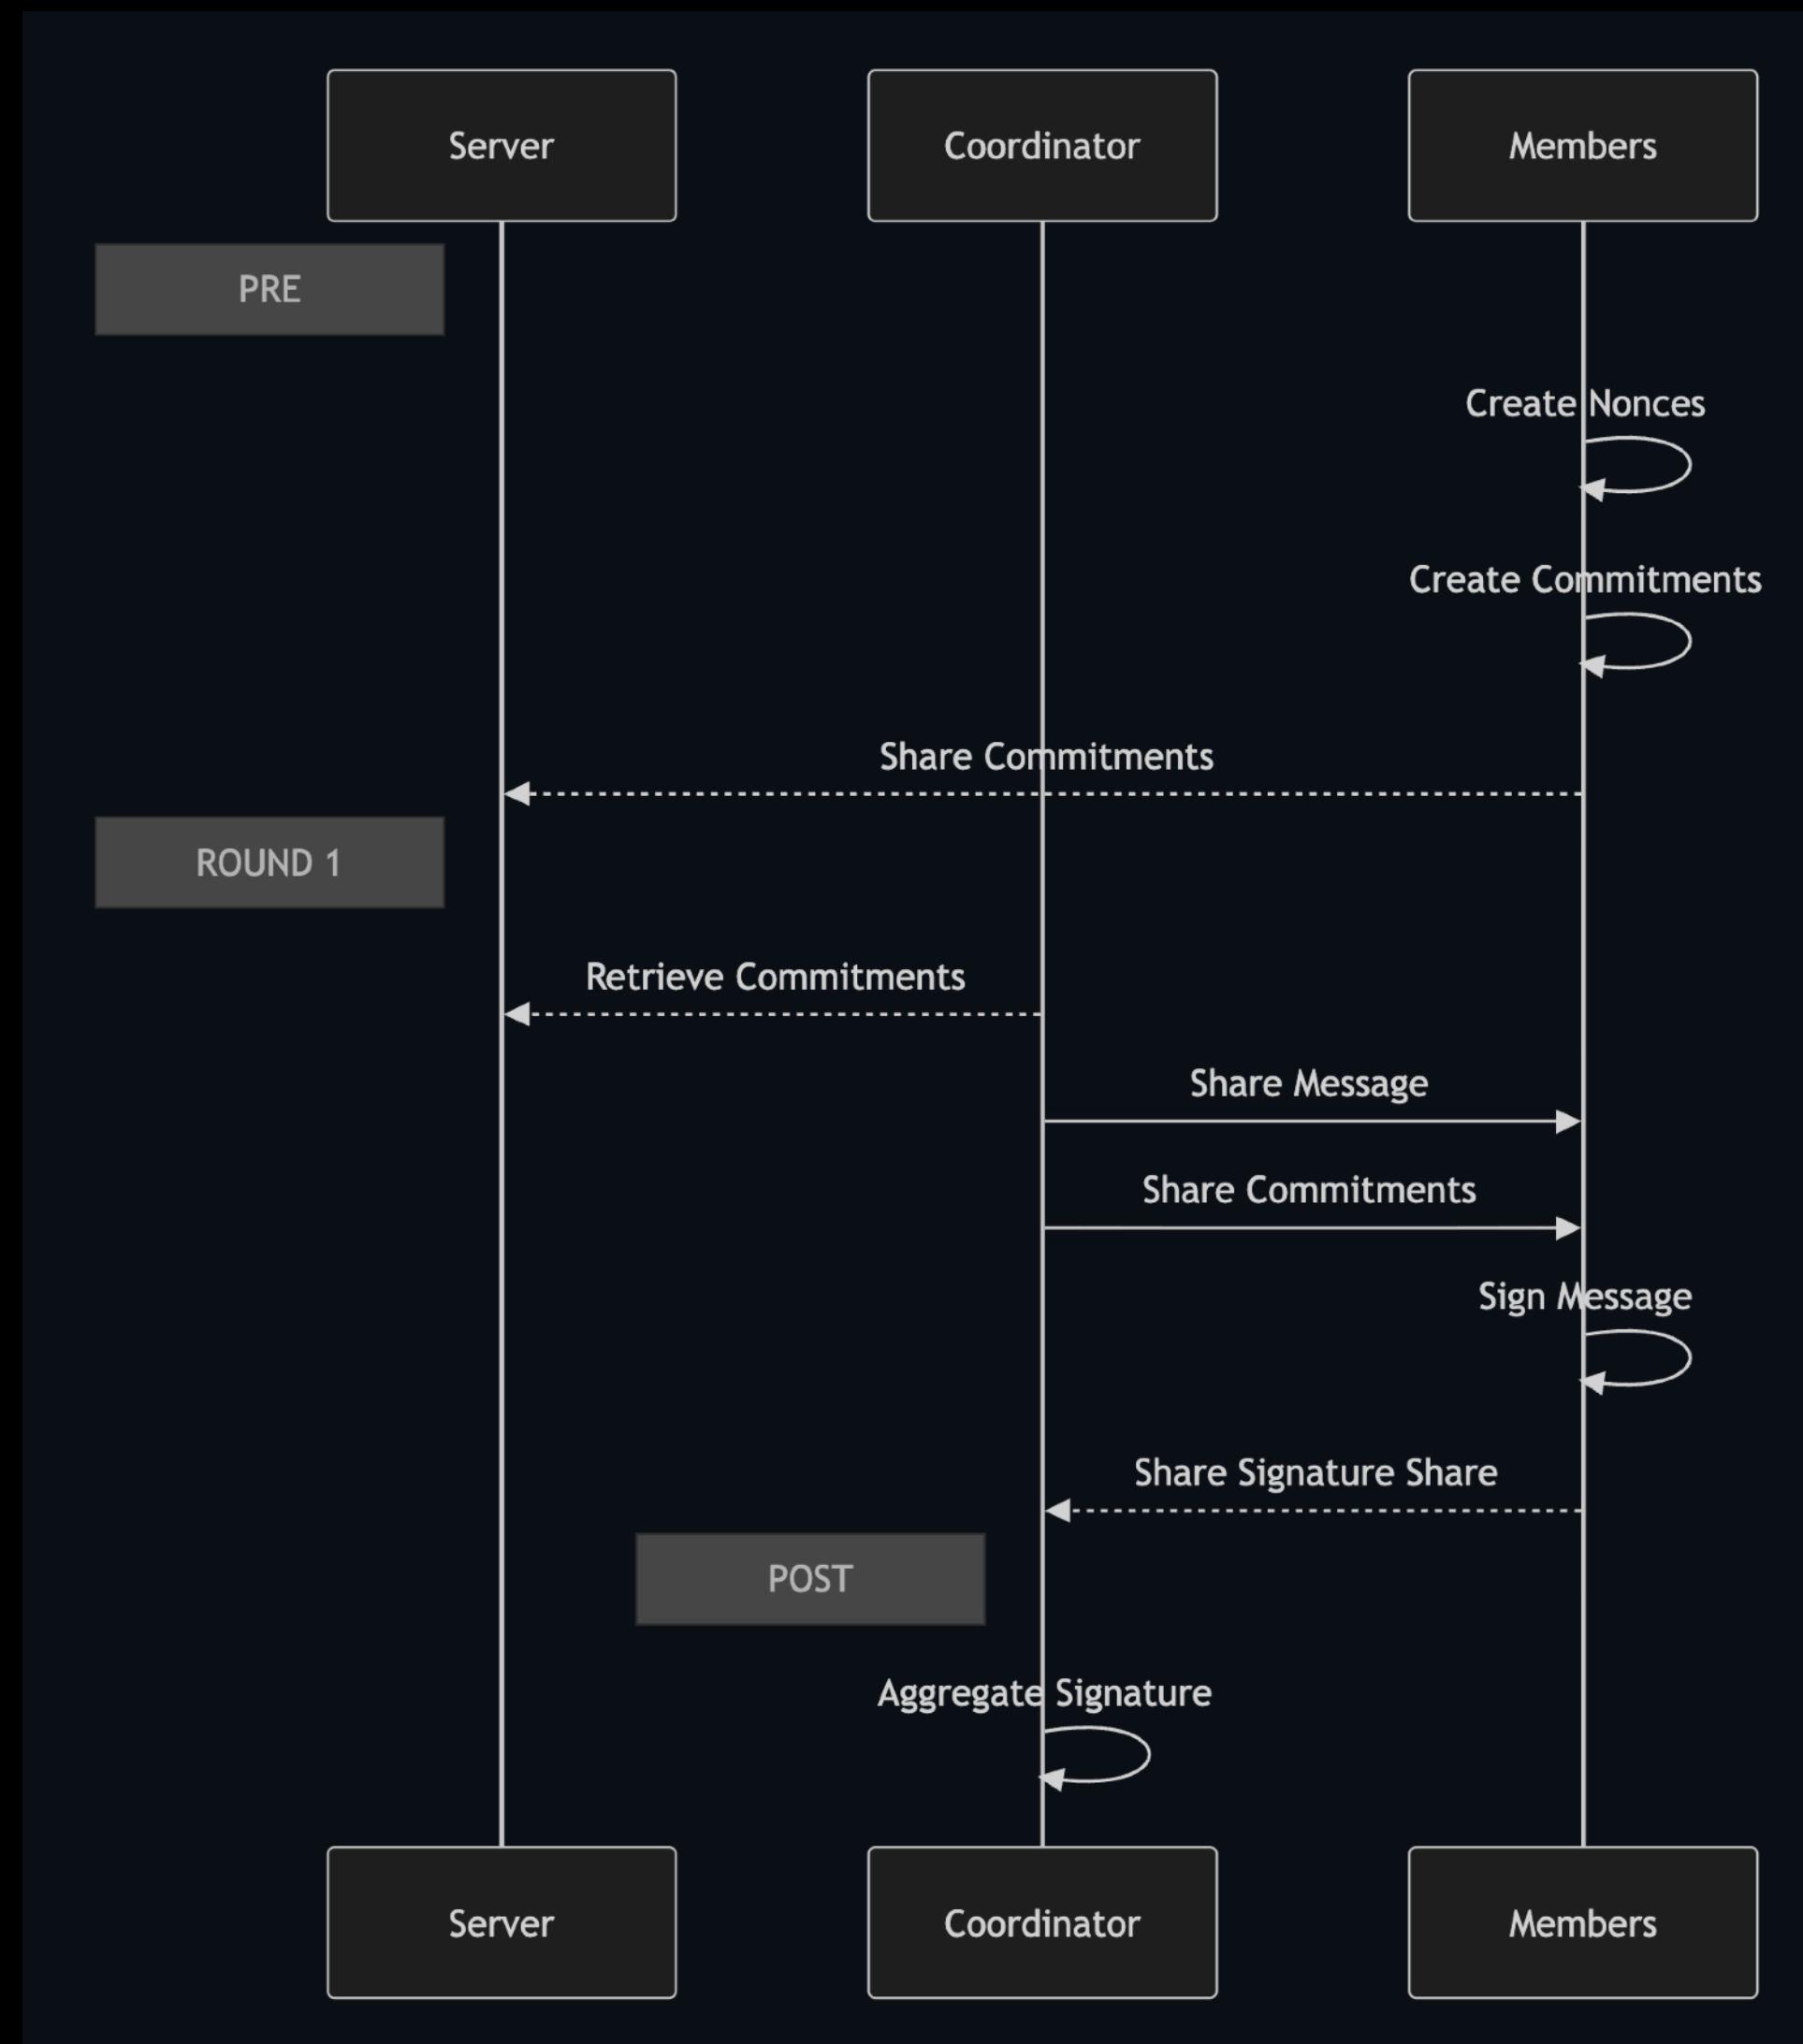 Server
Coordinator
Members
PRE
Create Nonces
Create Commitments
Share Commitments
ROUND 1
Retrieve Commitments
Share Message
Share Commitments
Sign Message
Share Signature Share
POST
Aggregate Signature
Server
Coordinator
Members